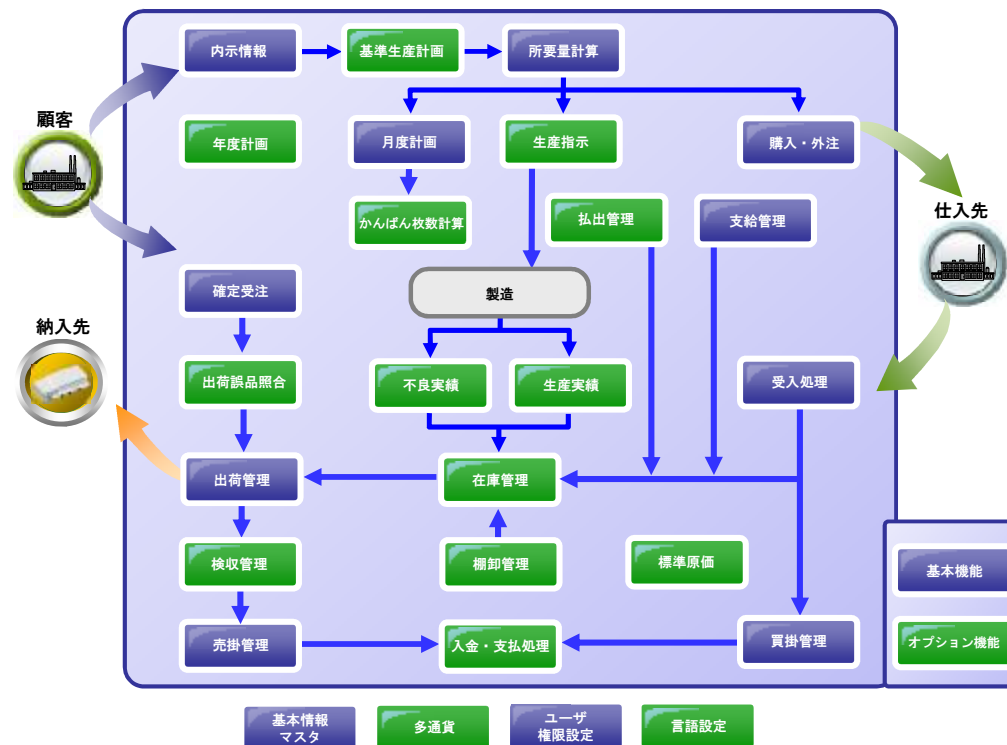 内示情報
基準生産計画
所要量計算
顧客
年度計画
月度計画
生産指示
購入・外注
かんばん枚数計算
払出管理
支給管理
仕入先
確定受注
製造
納入先
出荷誤品照合
不良実績
生産実績
受入処理
出荷管理
在庫管理
検収管理
棚卸管理
標準原価
基本機能
売掛管理
入金・支払処理
買掛管理
オプション機能
基本情報
マスタ
多通貨
ユーザ
権限設定
言語設定